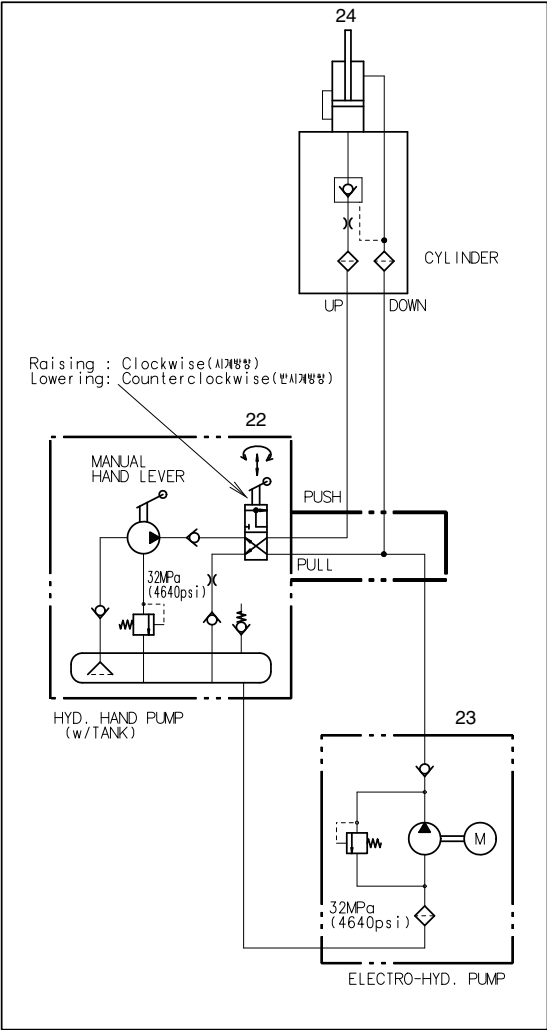 24
CYLINDER
UP
DOWN
Raising : Clockwise(시계방향)
Lowering: Counterclockwise(반시계방향)
22
MANUAL
HAND LEVER
PUSH
PULL
32MPa
(4640psi)
HYD. HAND PUMP
(w/TANK)
23
M
32MPa
(4640psi)
ELECTRO-HYD. PUMP